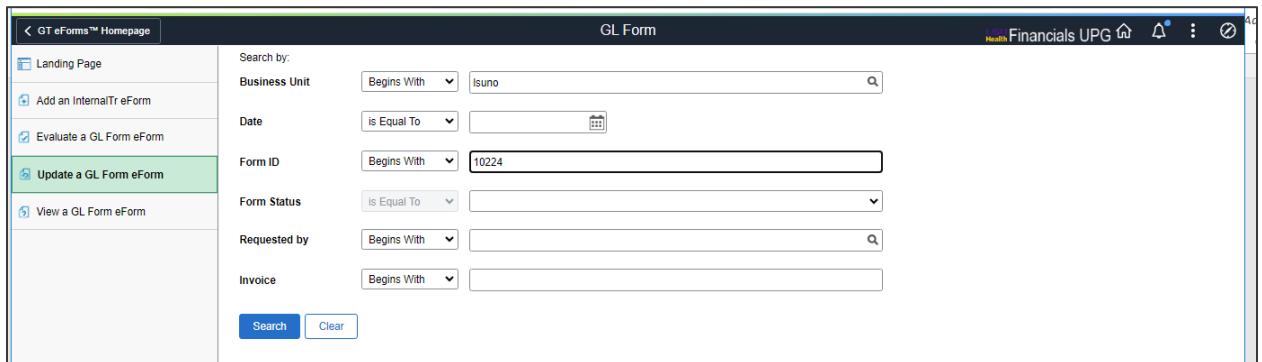 GT eForms™ Homepage
GL Form
Health Financials UPG
Landing Page
Add an InternalTr eForm
Evaluate a GL Form eForm
Update a GL Form eForm
View a GL Form eForm
Search by:
Business Unit Begins With lsuno
Date is Equal To
Form ID Begins With 10224
Form Status is Equal To
Requested by Begins With
Invoice Begins With
Search Clear